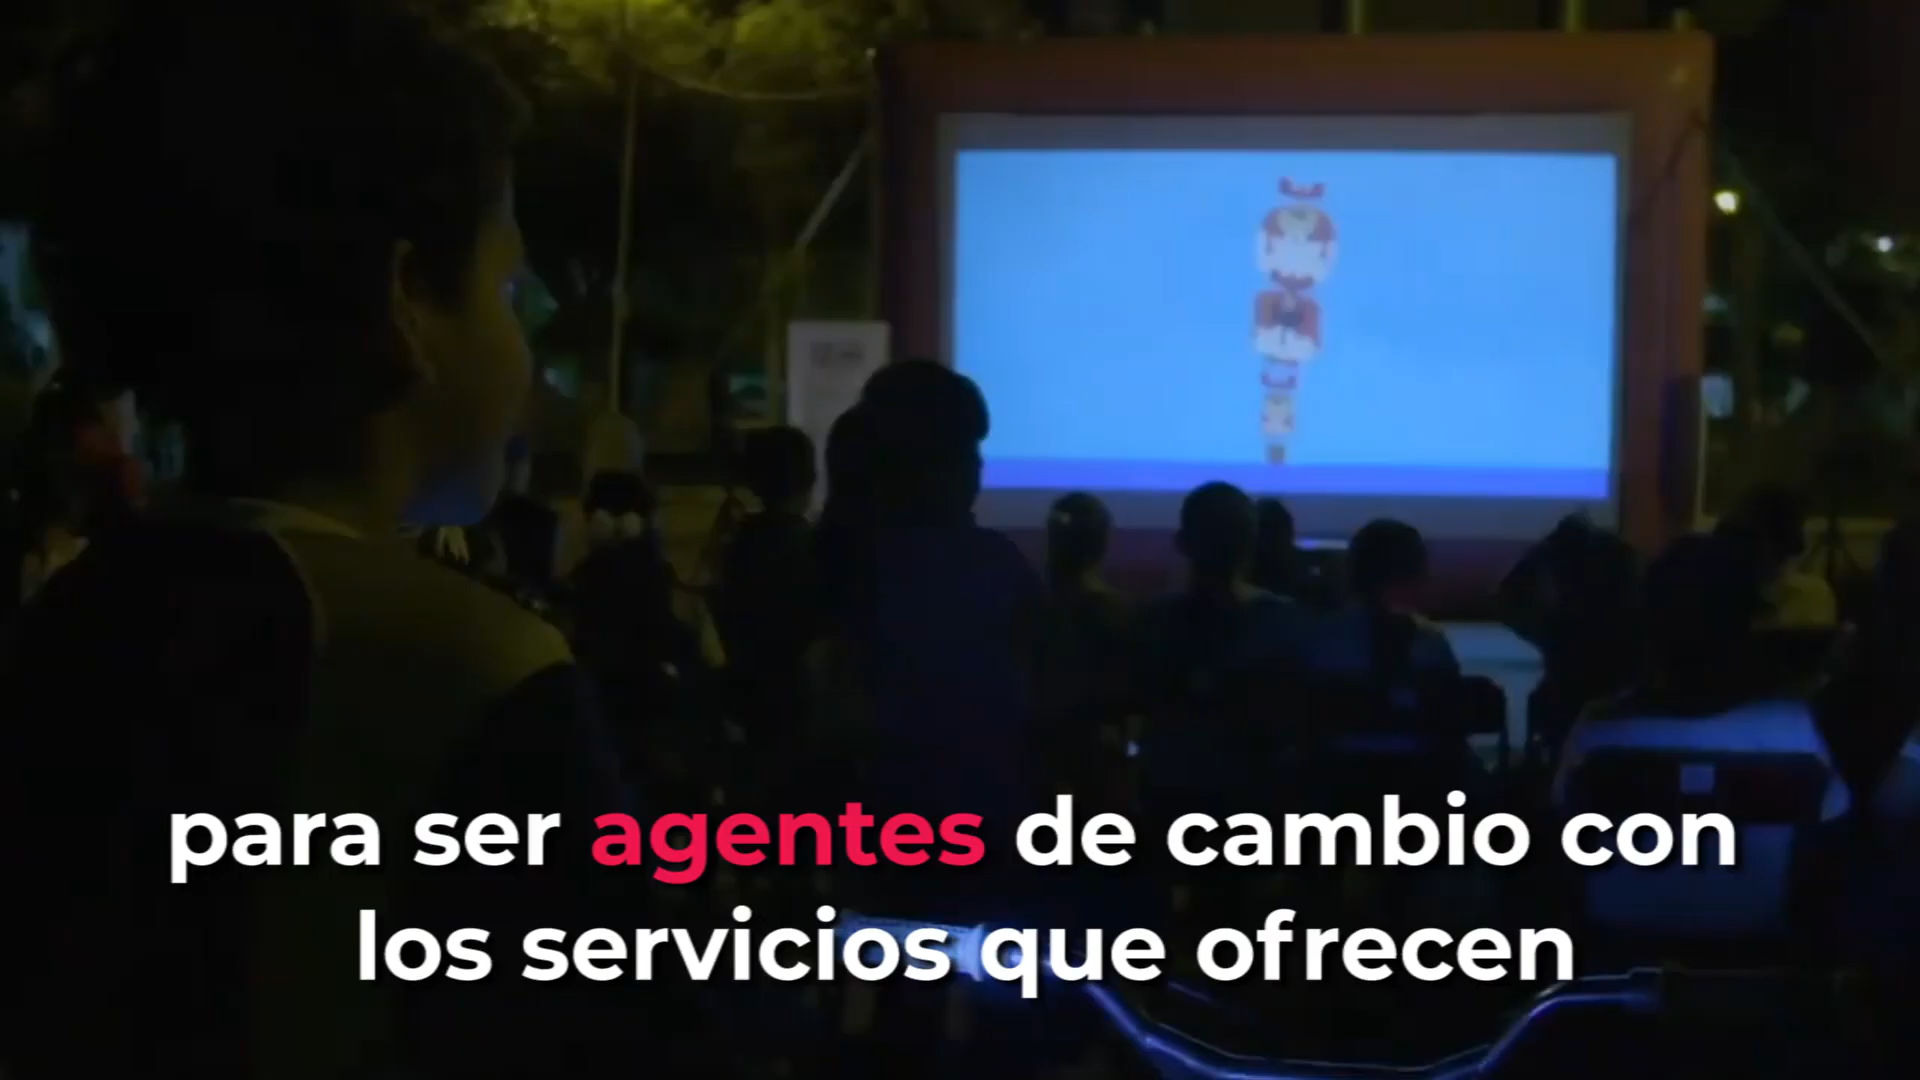 para ser agentes de cambio con
los servicios que ofrecen